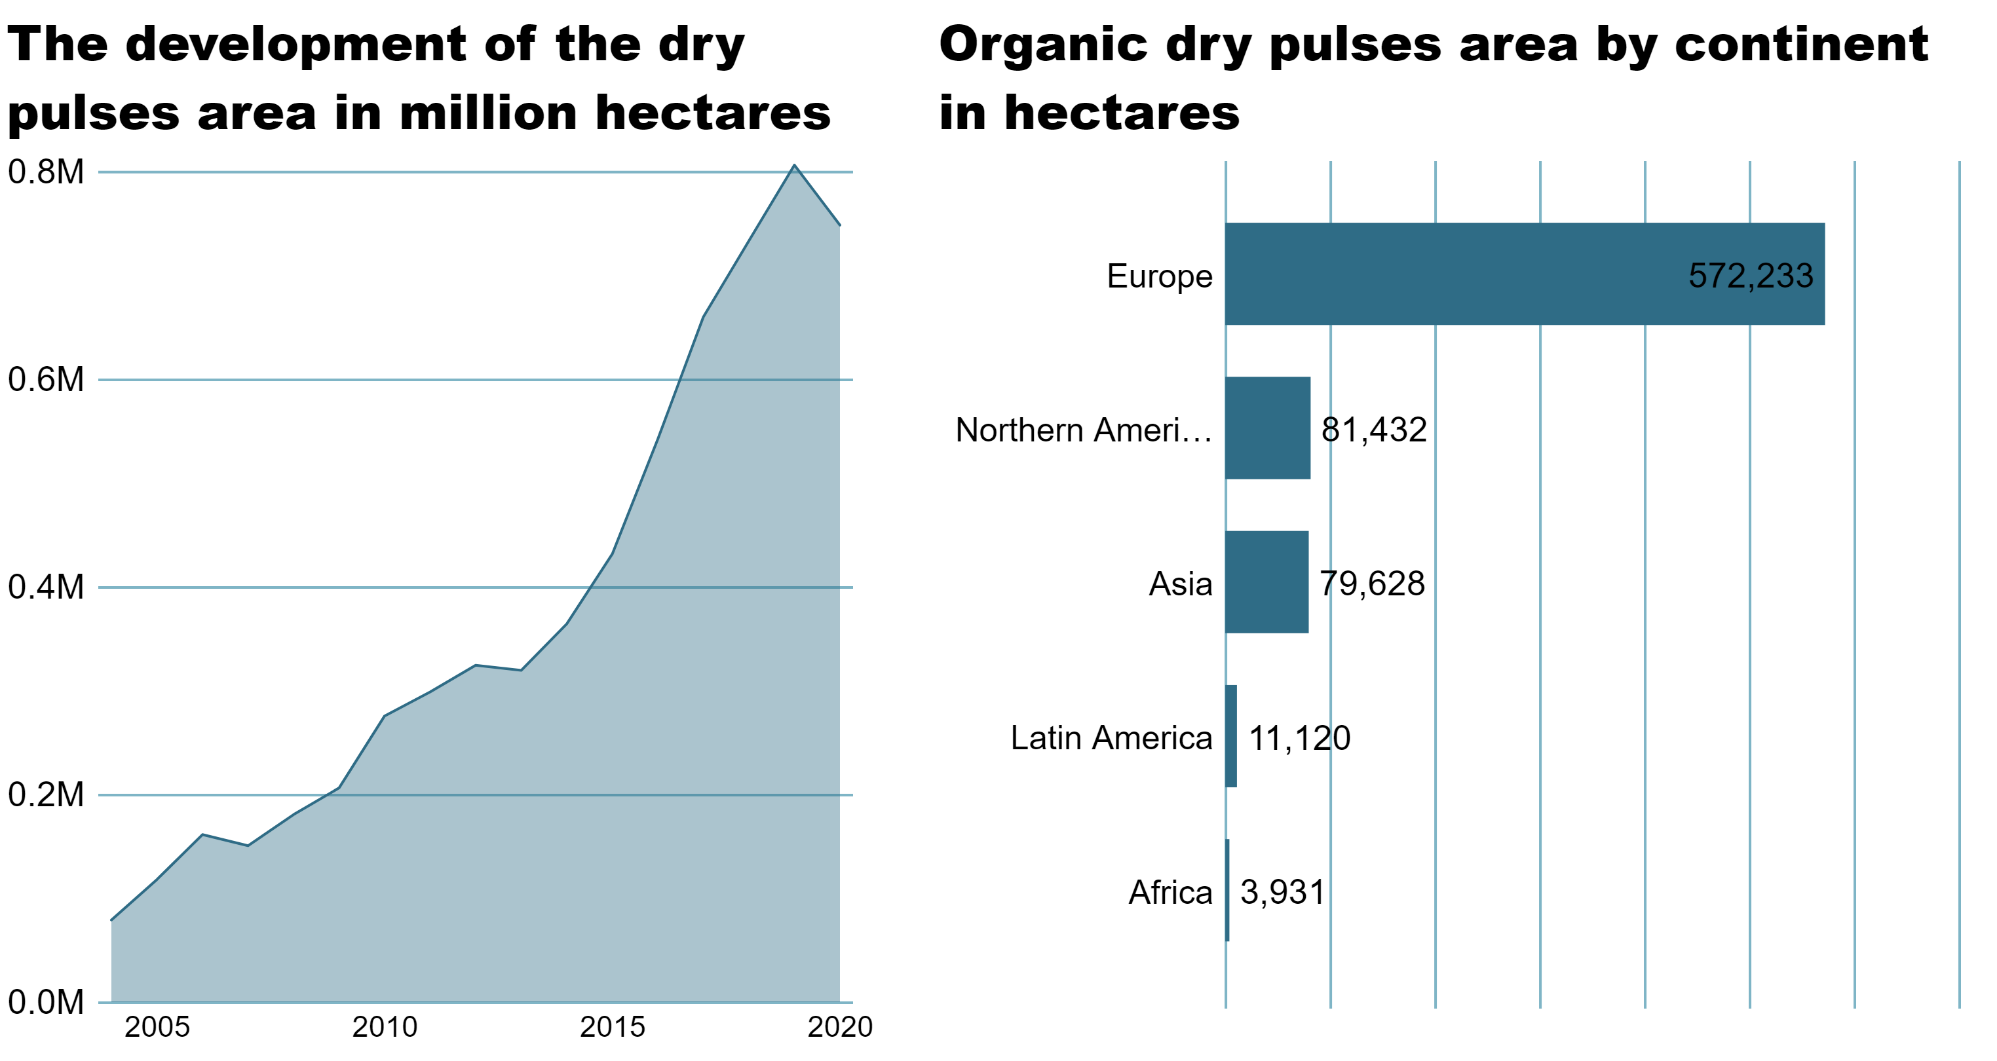 The development of the dry
pulses area in million hectares
0.8M
0.6M
0.4M
0.2M
0.0M
2005
2010
2015
2020
Organic dry pulses area by continent
in hectares
Europe
572,233
Northern Ameri…
81,432
Asia
79,628
Latin America
11,120
Africa
3,931